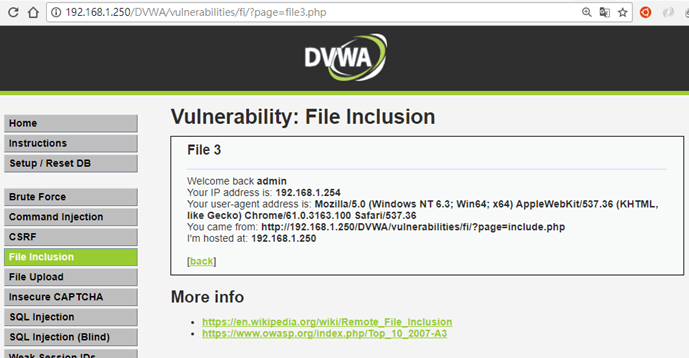 192.168.1.250/DVWA/vulnerabilities/fi/?page=file3.php
DVWA
Home
Instructions
Setup / Reset DB
Brute Force
Command Injection
CSRF
File Inclusion
File Upload
Insecure CAPTCHA
SQL Injection
SQL Injection (Blind)
Weak Session IDs
Vulnerability: File Inclusion
File 3
Welcome back admin
Your IP address is: 192.168.1.254
Your user-agent address is: Mozilla/5.0 (Windows NT 6.3; Win64; x64) AppleWebKit/537.36 (KHTML,
like Gecko) Chrome/61.0.3163.100 Safari/537.36
You came from: http://192.168.1.250/DVWA/vulnerabilities/fi/?page=include.php
I'm hosted at: 192.168.1.250
[back]
More info
https://en.wikipedia.org/wiki/Remote_File_Inclusion
https://www.owasp.org/index.php/Top_10_2007-A3